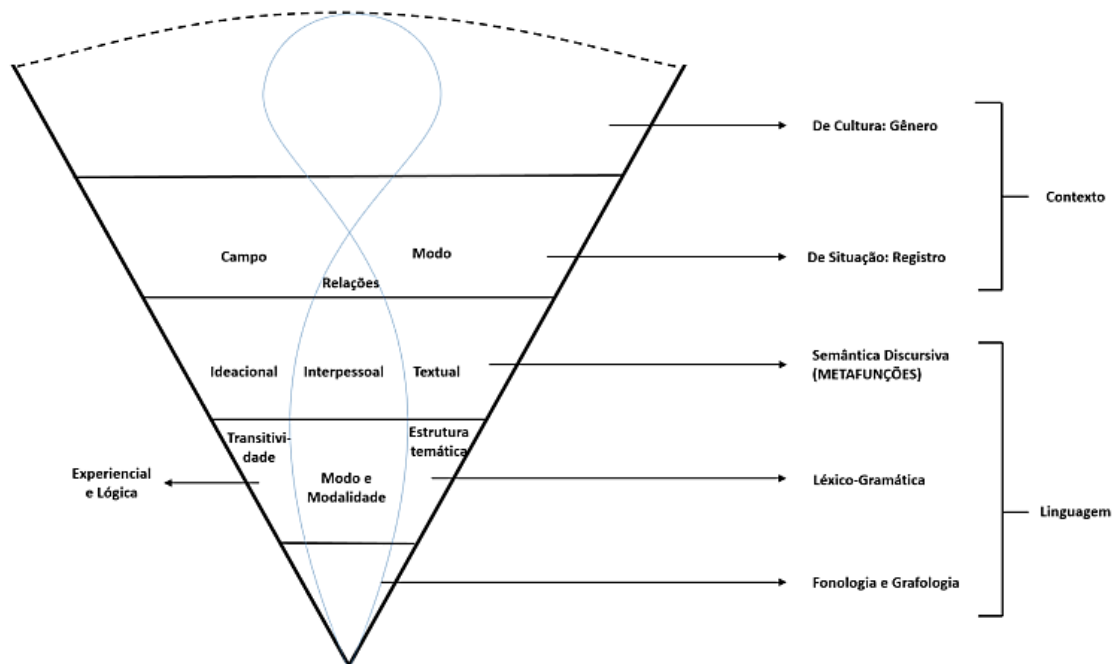 De Cultura: Gênero
Contexto
Campo
Modo
De Situação: Registro
Relações
Ideacional
Interpessoal
Textual
Semântica Discursiva
(METAFUNÇÕES)
Transitivi-
dade
Estrutura
temática
Experiencial
e Lógica
Modo e
Modalidade
Léxico-Gramática
Linguagem
Fonologia e Grafologia